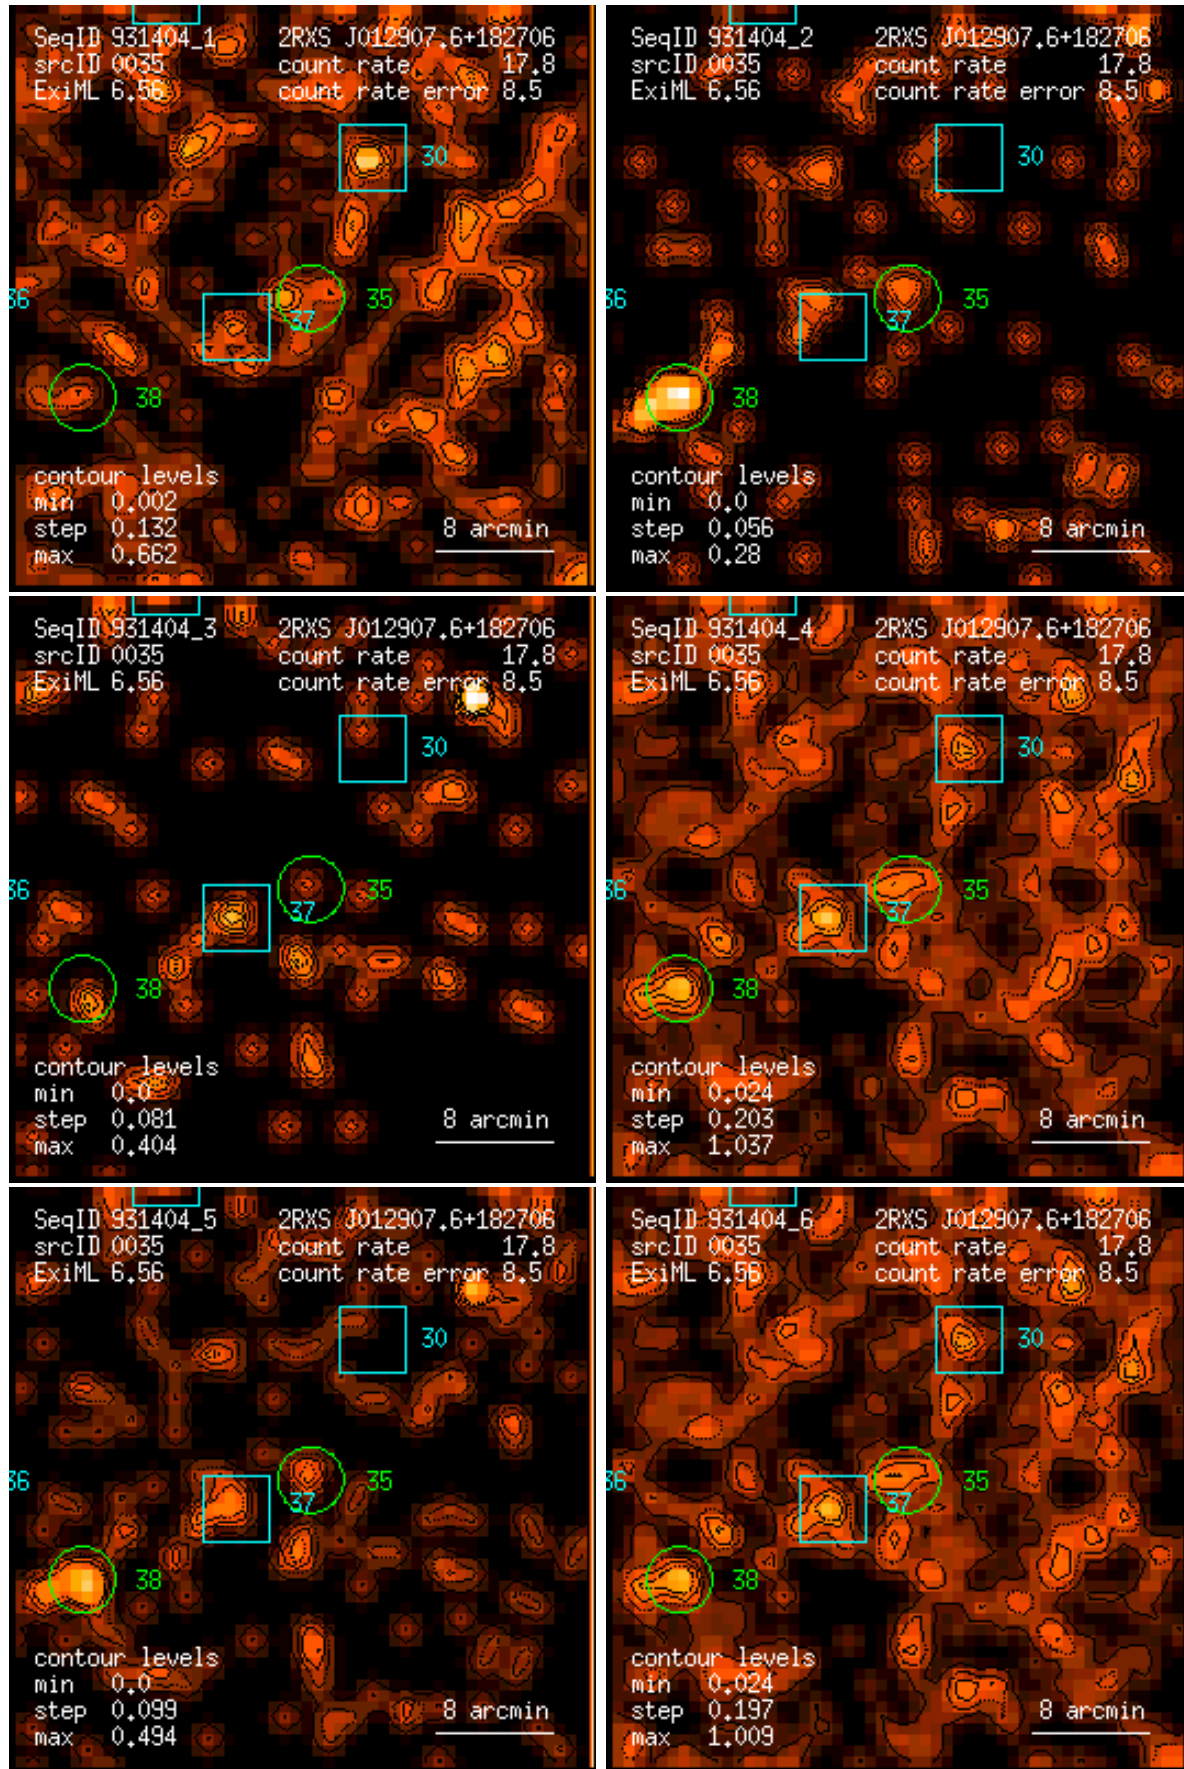 SeqID 931404_1 2RXS J012907.6+182706
srcID 0035 count rate 17.8
ExiML 6.56 count rate error 8.5
30
36 37 35
38
contour levels
min 0.002
step 0.132 8 arcmin
max 0.662
SeqID 931404_2 2RXS J012907.6+182706
srcID 0035 count rate 17.8
ExiML 6.56 count rate error 8.5
30
36 37 35
38
contour levels
min 0.0
step 0.056 8 arcmin
max 0.28
SeqID 931404_3 2RXS J012907.6+182706
srcID 0035 count rate 17.8
ExiML 6.56 count rate error 8.5
30
36 37 35
38
contour levels
min 0.0
step 0.081 8 arcmin
max 0.404
SeqID 931404_4 2RXS J012907.6+182706
srcID 0035 count rate 17.8
ExiML 6.56 count rate error 8.5
30
36 37 35
38
contour levels
min 0.024
step 0.203 8 arcmin
max 1.037
SeqID 931404_5 2RXS J012907.6+182706
srcID 0035 count rate 17.8
ExiML 6.56 count rate error 8.5
30
36 37 35
38
contour levels
min 0.0
step 0.099 8 arcmin
max 0.494
SeqID 931404_6 2RXS J012907.6+182706
srcID 0035 count rate 17.8
ExiML 6.56 count rate error 8.5
30
36 37 35
38
contour levels
min 0.024
step 0.197 8 arcmin
max 1.009